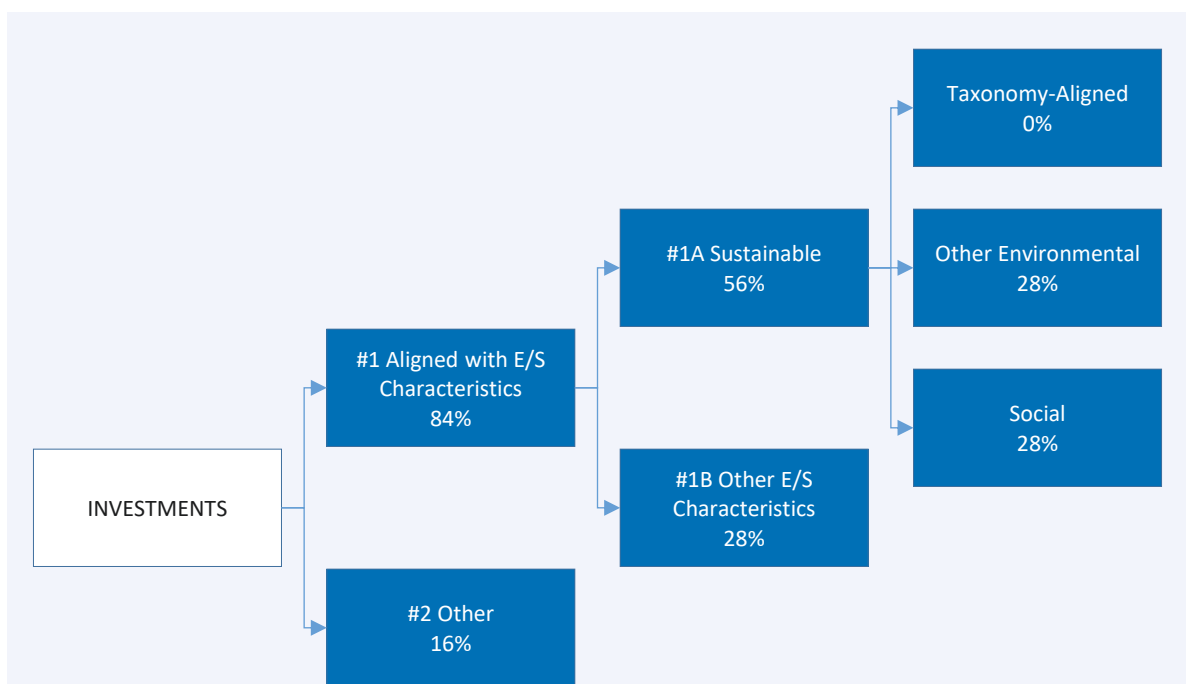 INVESTMENTS
#1 Aligned with E/S
Characteristics
84%
#2 Other
16%
#1A Sustainable
56%
#1B Other E/S
Characteristics
28%
Taxonomy-Aligned
0%
Other Environmental
28%
Social
28%